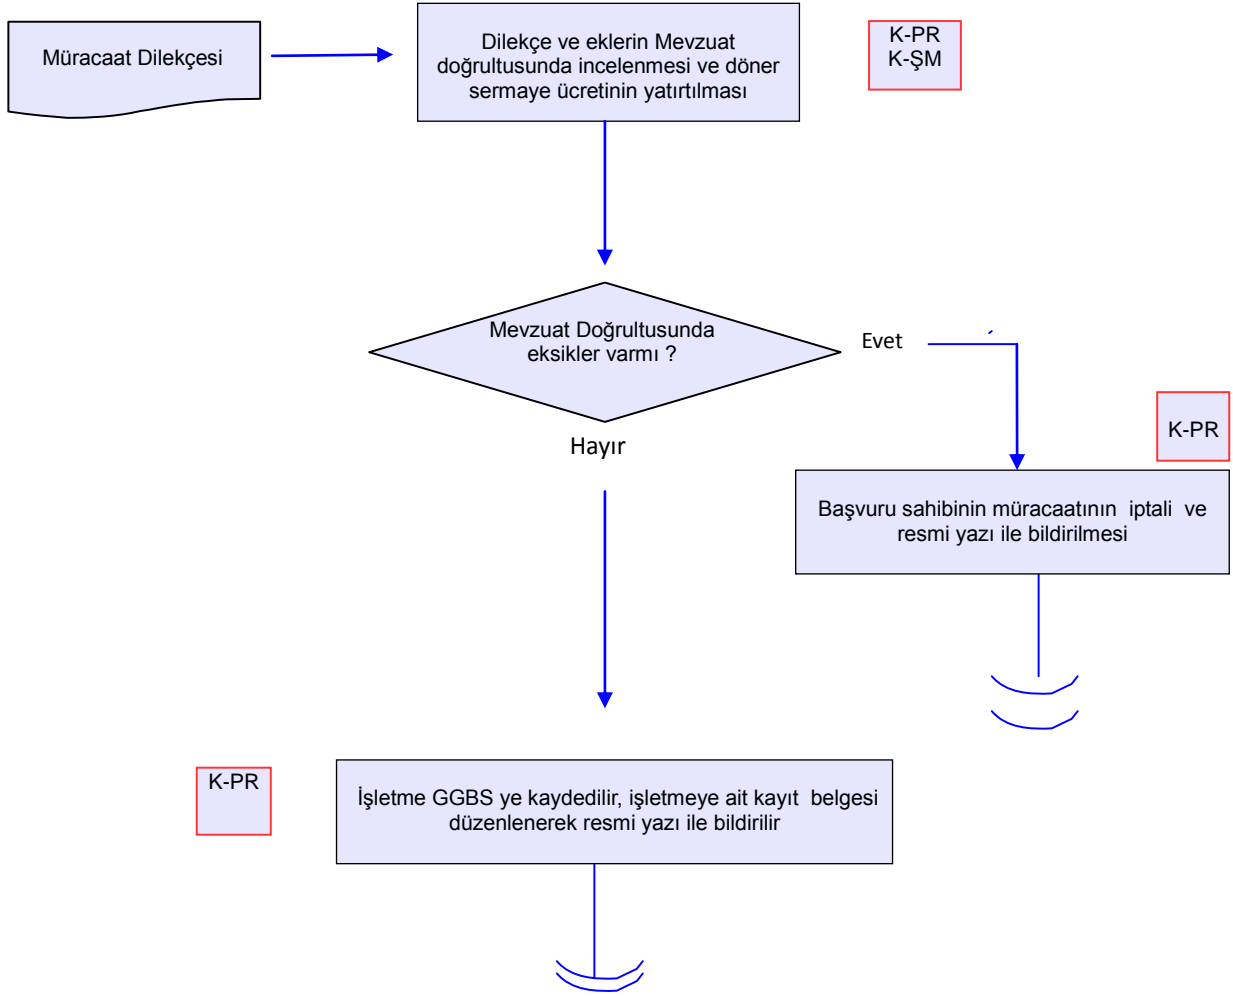 Müracaat Dilekçesi
Dilekçe ve eklerin Mevzuat
doğrultusunda incelenmesi ve döner
sermaye ücretinin yatırtılması
K-PR
K-ŞM
Mevzuat Doğrultusunda
eksikler varmı ?
Evet
Hayır
K-PR
Başvuru sahibinin müracaatının iptali ve
resmi yazı ile bildirilmesi
K-PR
İşletme GGBS ye kaydedilir, işletmeye ait kayıt belgesi
düzenlenerek resmi yazı ile bildirilir